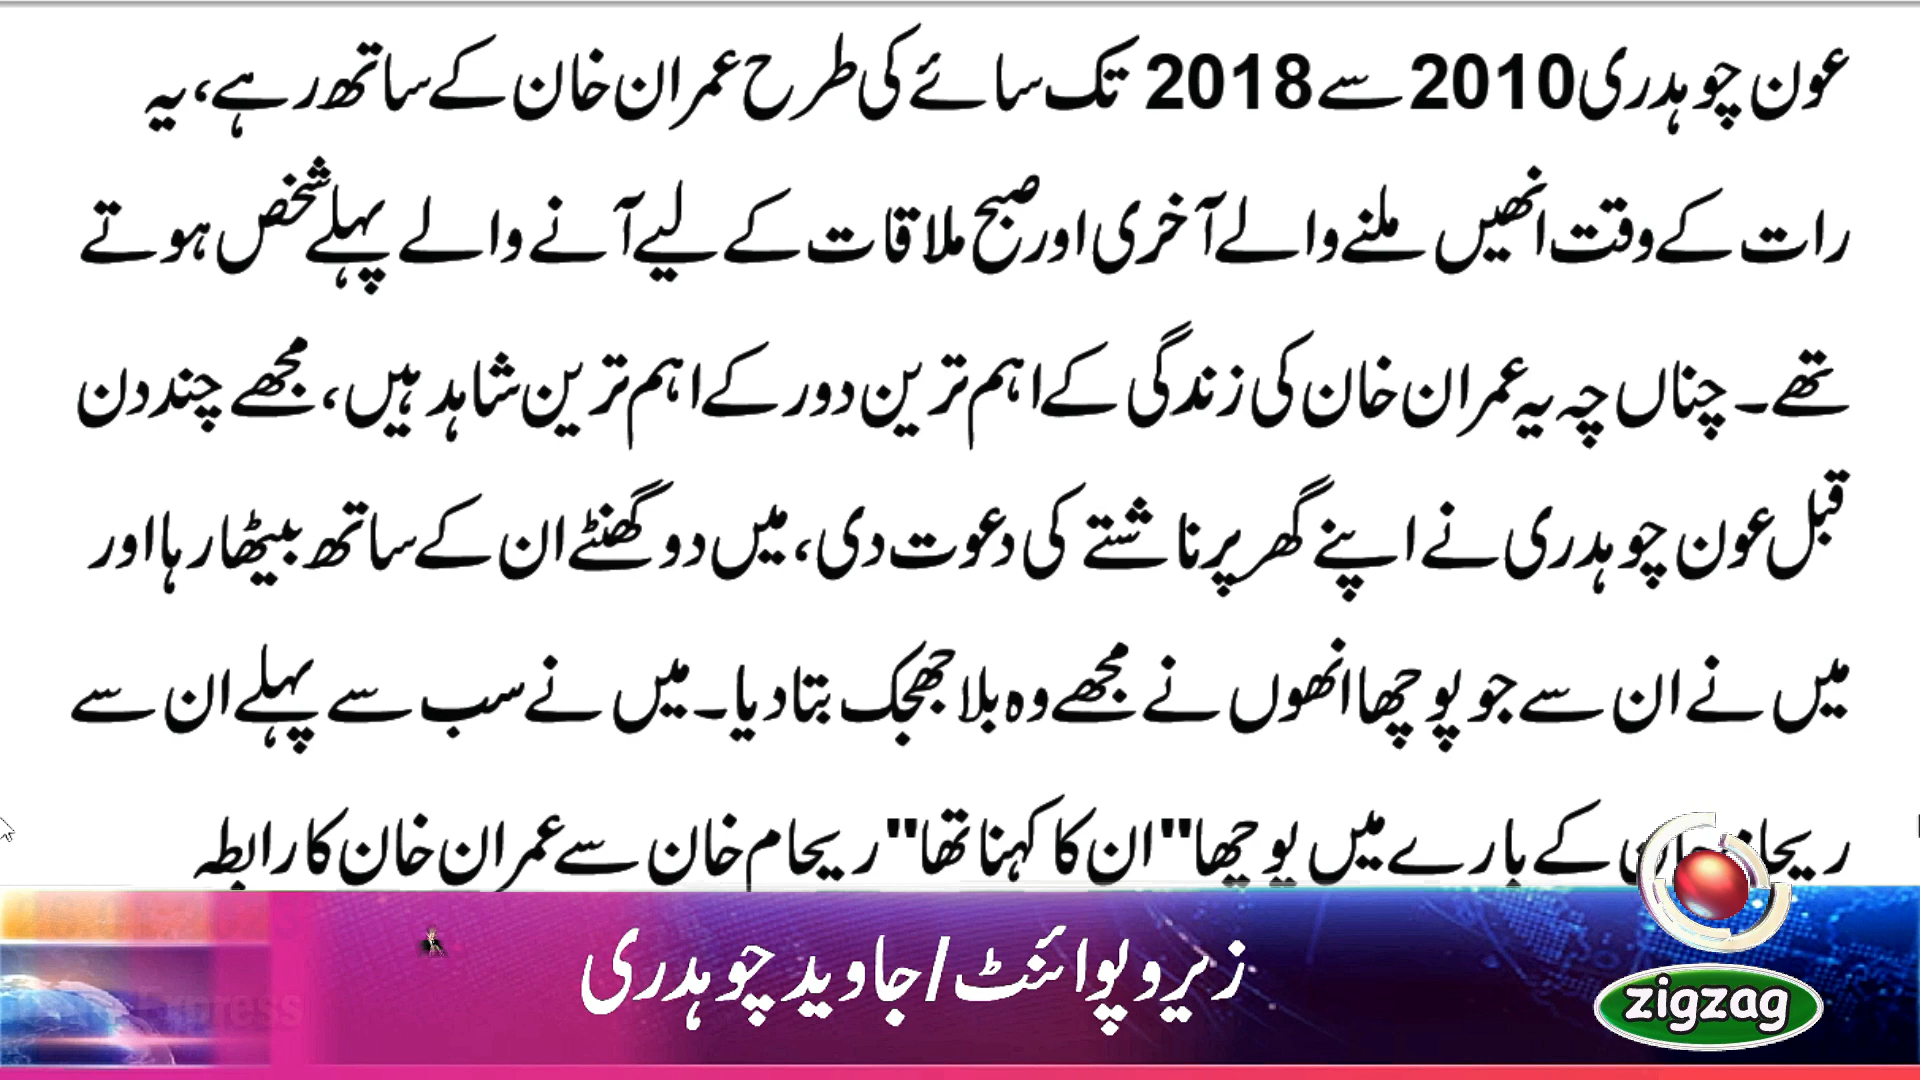 عون چوہدری 2010 سے 2018 تک سائے کی طرح عمران خان کے ساتھ رہے، یہ
رات کے وقت انھیں ملنے والے آخری اور صبح ملاقات کے لیے آنے والے پہلے شخص ہوتے
تھے۔ چناں چہ یہ عمران خان کی زندگی کے اہم ترین دور کے اہم ترین شاہد ہیں، مجھے چند دن
قبل عون چوہدری نے اپنے گھر پر ناشتے کی دعوت دی، میں دو گھنٹے ان کے ساتھ بیٹھا رہا اور
میں نے ان سے جو پوچھا انھوں نے مجھے وہ بلا جھجک بتا دیا۔ میں نے سب سے پہلے ان سے
ریحام خان کے بارے میں پوچھا" ان کا کہنا تھا" ریحام خان سے عمران خان کا رابطہ
زیرو پوائنٹ/جاوید چوہدری
Express
zigzag